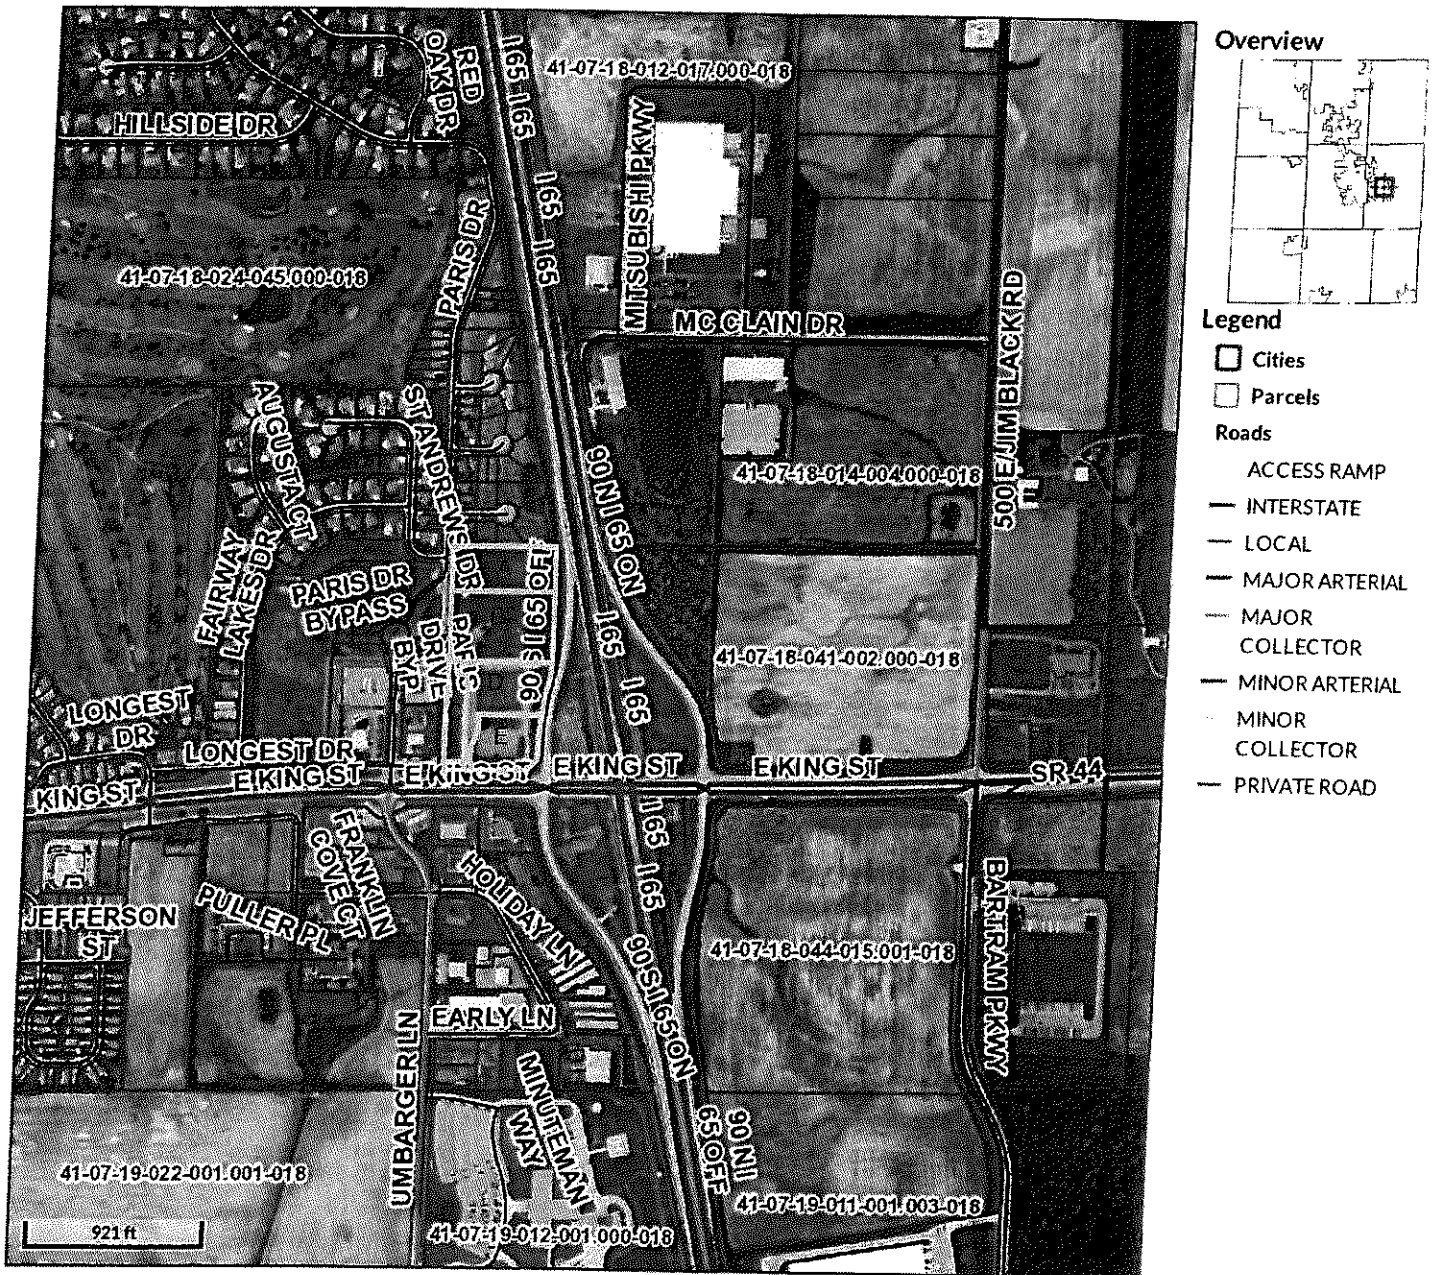 Overview
Legend
Cities
Parcels
Roads
ACCESS RAMP
INTERSTATE
LOCAL
MAJOR ARTERIAL
MAJOR
COLLECTOR
MINOR ARTERIAL
MINOR
COLLECTOR
PRIVATE ROAD
RED
OAK DR
I 65
I 65
41-07-18-012-017.000-018
HILLSIDE DR
I 65
MITSUBISHI PKWY
I 65
I 65
PARIS DR
41-07-18-024-045.000-018
MC CLAIN DR
500 E/JIM BLACK RD
AUGUSTA CT
ST ANDREWS DR
90 N I 65 ON
41-07-18-014-004.000-018
FAIRWAY
LAKES DR
PARIS DR
BYPASS
90 S I 65 OFF
I 65
PARIS
DRIVE
BYP
41-07-18-041-002.000-018
I 65
LONGEST
DR
LONGEST DR
E
E KING ST
E KING ST
E KING ST
E KING ST
KING ST
SR 44
I 65
FRANKLIN
COVE CT
HOLIDAY LN
I 65
BARTRAM PKWY
JEFFERSON
ST
PULLER PL
41-07-18-044-015.001-018
90 S I 65 ON
EARLY LN
UMBARGER LN
MINUTEMAN
WAY
90 N I
65 OFF
41-07-19-022-001.001-018
41-07-19-011-001.003-018
41-07-19-012-001.000-018
921 ft